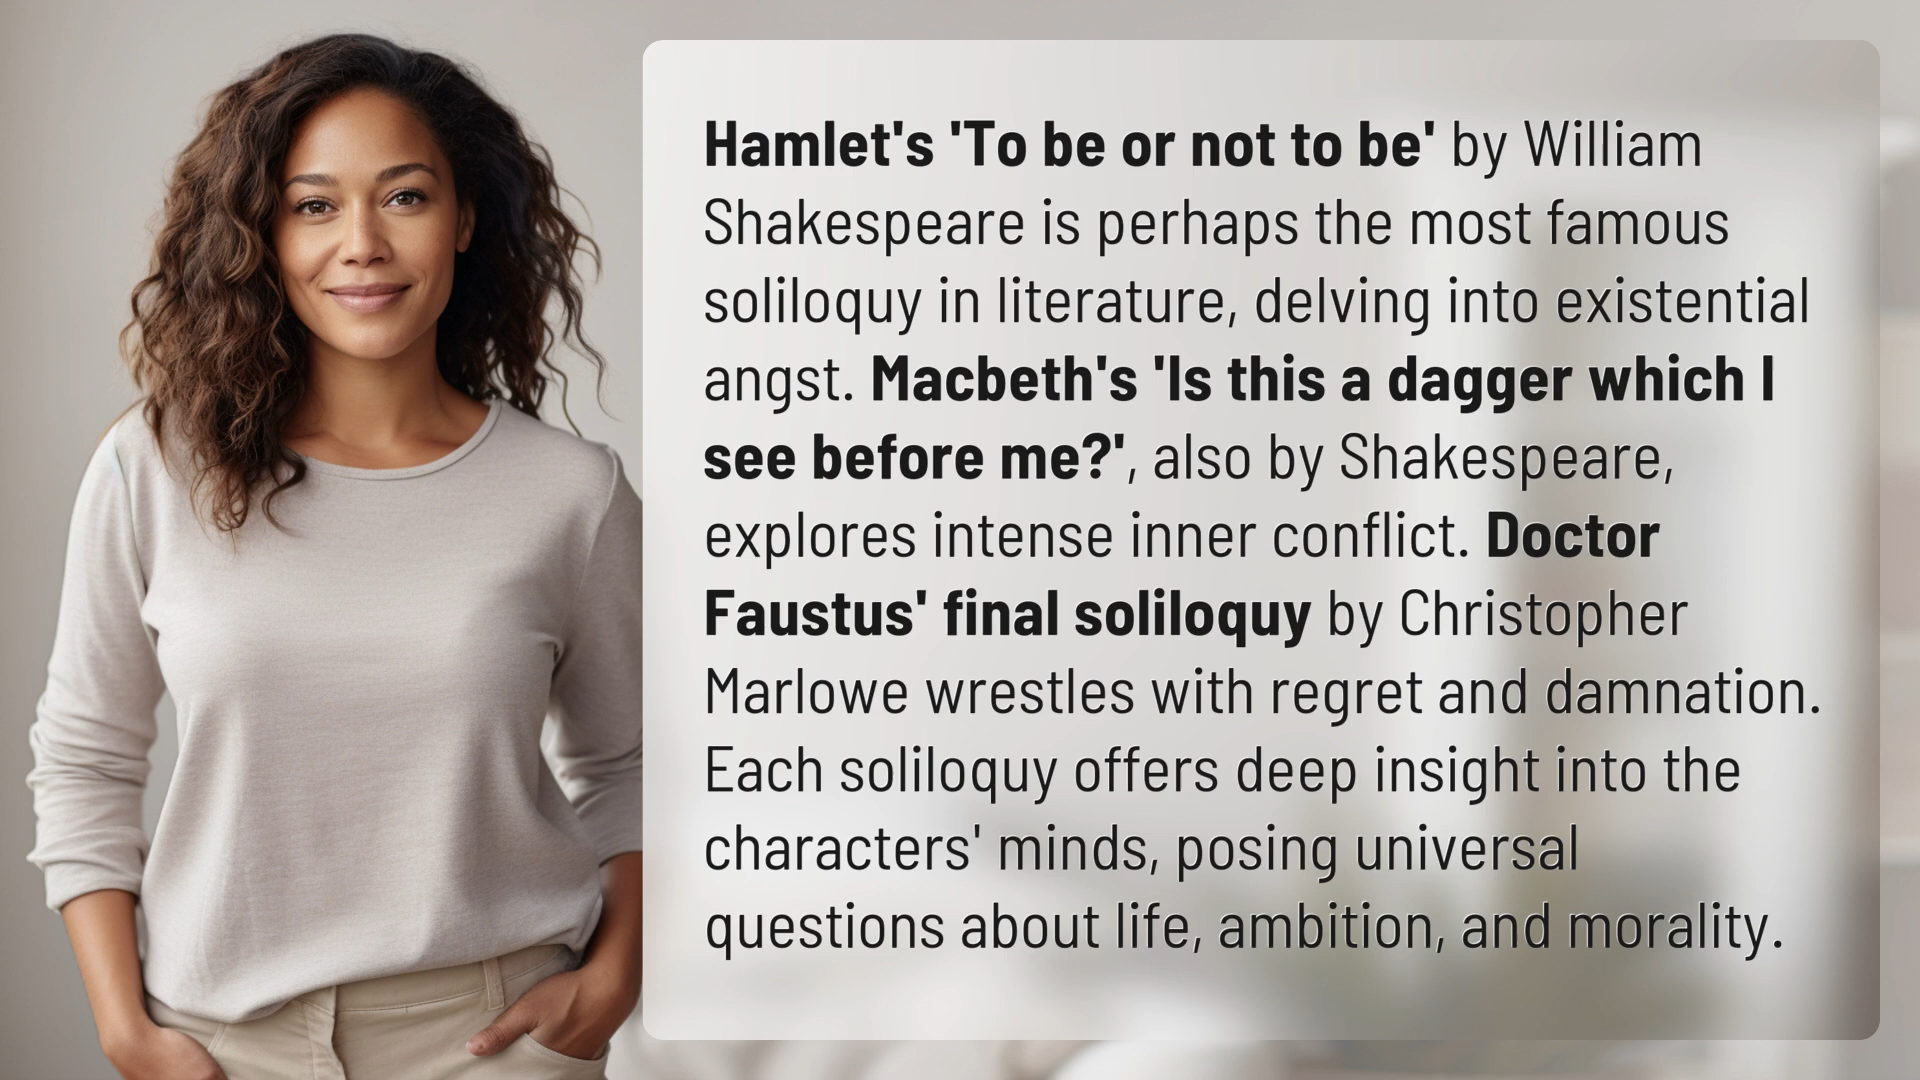 Hamlet's 'To be or not to be' by William
Shakespeare is perhaps the most famous
soliloquy in literature, delving into existential
angst. Macbeth's 'Is this a dagger which I
see before me?', also by Shakespeare,
explores intense inner conflict. Doctor
Faustus' final soliloquy by Christopher
Marlowe wrestles with regret and damnation.
Each soliloquy offers deep insight into the
characters' minds, posing universal
questions about life, ambition, and morality.